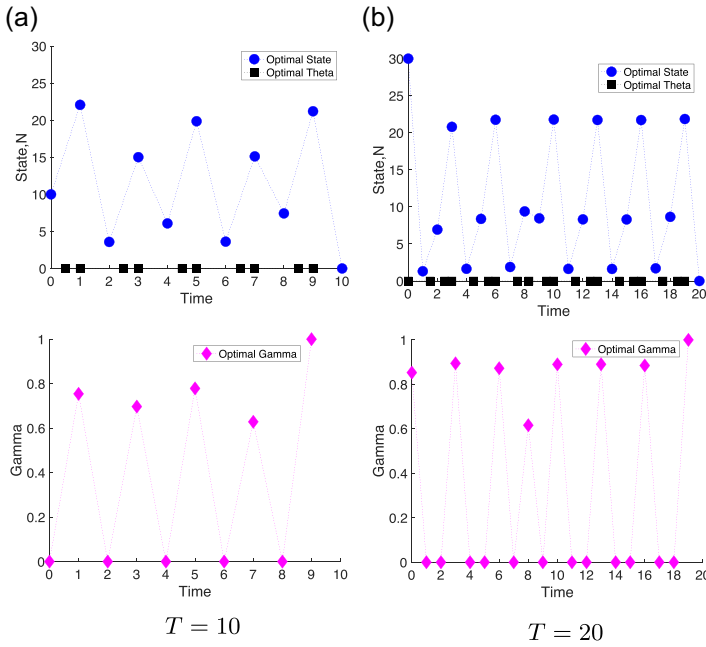 (a)
30
25
20
15
10
5
0
State,N
Optimal State
Optimal Theta
0 1 2 3 4 5 6 7 8 9 10
Time
(b)
30
25
20
15
10
5
0
State,N
Optimal State
Optimal Theta
0 2 4 6 8 10 12 14 16 18 20
Time
1
0.8
0.6
0.4
0.2
0
Gamma
Optimal Gamma
0 1 2 3 4 5 6 7 8 9 10
Time
T = 10
1
0.8
0.6
0.4
0.2
0
Gamma
Optimal Gamma
0 2 4 6 8 10 12 14 16 18 20
Time
T = 20